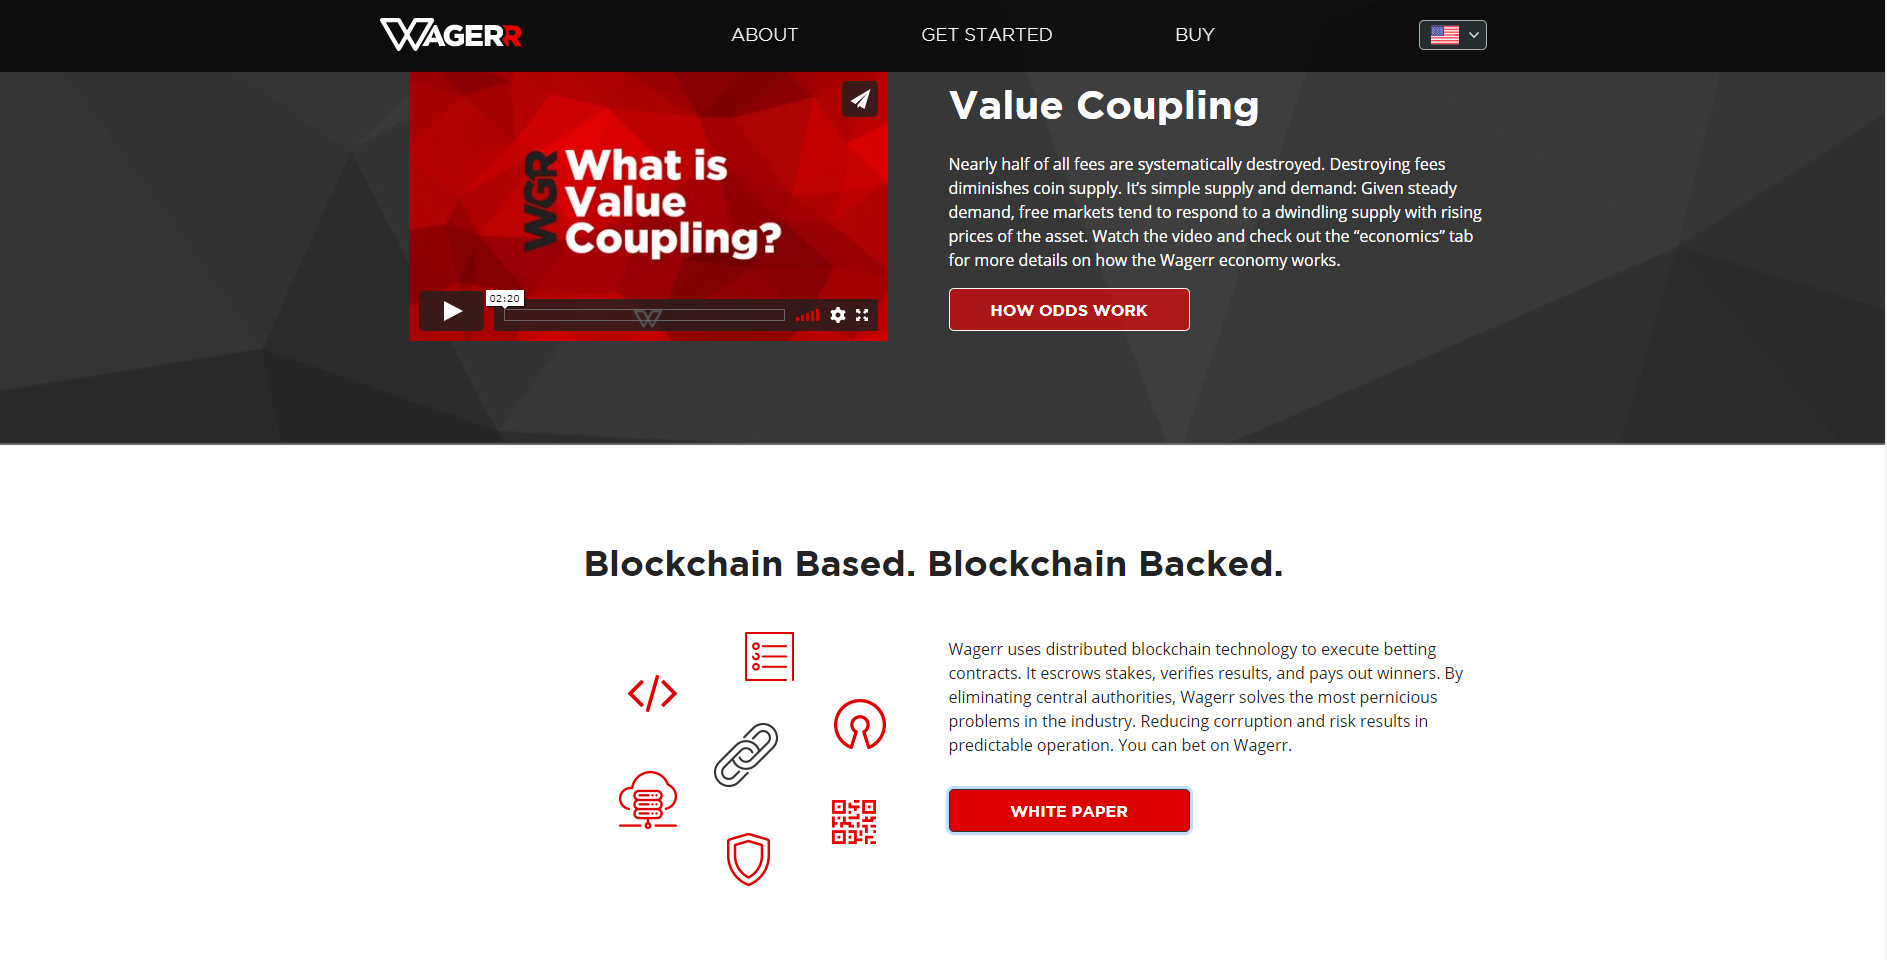 WAGERR
ABOUT
GET STARTED
BUY
WGR
What is
Value
Coupling?
02:20
Value Coupling
Nearly half of all fees are systematically destroyed. Destroying fees
diminishes coin supply. It’s simple supply and demand: Given steady
demand, free markets tend to respond to a dwindling supply with rising
prices of the asset. Watch the video and check out the “economics” tab
for more details on how the Wagerr economy works.
HOW ODDS WORK
Blockchain Based. Blockchain Backed.
Wagerr uses distributed blockchain technology to execute betting
contracts. It escrows stakes, verifies results, and pays out winners. By
eliminating central authorities, Wagerr solves the most pernicious
problems in the industry. Reducing corruption and risk results in
predictable operation. You can bet on Wagerr.
WHITE PAPER